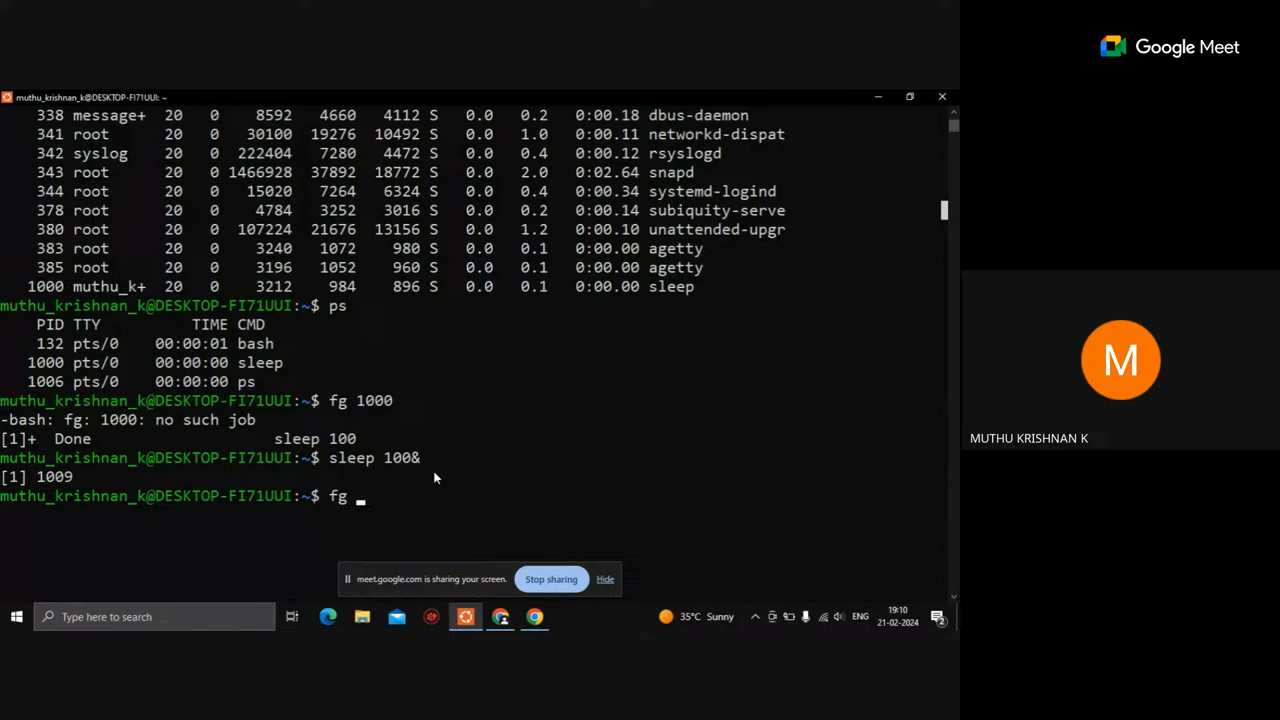 Google Meet
muthu_krishnan_k@DESKTOP-FI71UUI: ~
338 message+ 20 0 8592 4660 4112 S 0.0 0.2 0:00.18 dbus-daemon
341 root 20 0 30100 19276 10492 S 0.0 1.0 0:00.11 networkd-dispat
342 syslog 20 0 222404 7280 4472 S 0.0 0.4 0:00.12 rsyslogd
343 root 20 0 1466928 37892 18772 S 0.0 2.0 0:02.64 snapd
344 root 20 0 15020 7264 6324 S 0.0 0.4 0:00.34 systemd-logind
378 root 20 0 4784 3252 3016 S 0.0 0.2 0:00.14 subiquity-serve
380 root 20 0 107224 21676 13156 S 0.0 1.2 0:00.10 unattended-upgr
383 root 20 0 3240 1072 980 S 0.0 0.1 0:00.00 agetty
385 root 20 0 3196 1052 960 S 0.0 0.1 0:00.00 agetty
1000 muthu_k+ 20 0 3212 984 896 S 0.0 0.1 0:00.00 sleep
muthu_krishnan_k@DESKTOP-FI71UUI:~$ ps
PID TTY TIME CMD
132 pts/0 00:00:01 bash
1000 pts/0 00:00:00 sleep
1006 pts/0 00:00:00 ps
muthu_krishnan_k@DESKTOP-FI71UUI:~$ fg 1000
-bash: fg: 1000: no such job
[1]+ Done sleep 100
muthu_krishnan_k@DESKTOP-FI71UUI:~$ sleep 100&
[1] 1009
muthu_krishnan_k@DESKTOP-FI71UUI:~$ fg _
M
MUTHU KRISHNAN K
meet.google.com is sharing your screen. Stop sharing Hide
Type here to search
35°C Sunny
ENG
19:10
21-02-2024
2